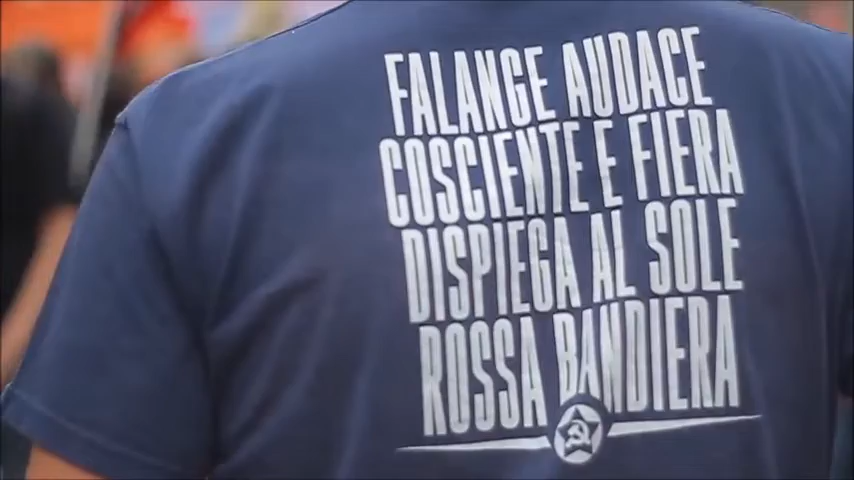 FALANGE AUDACE
COSCIENTE E FIERA
DISPIEGA AL SOLE
ROSSA BANDIERA